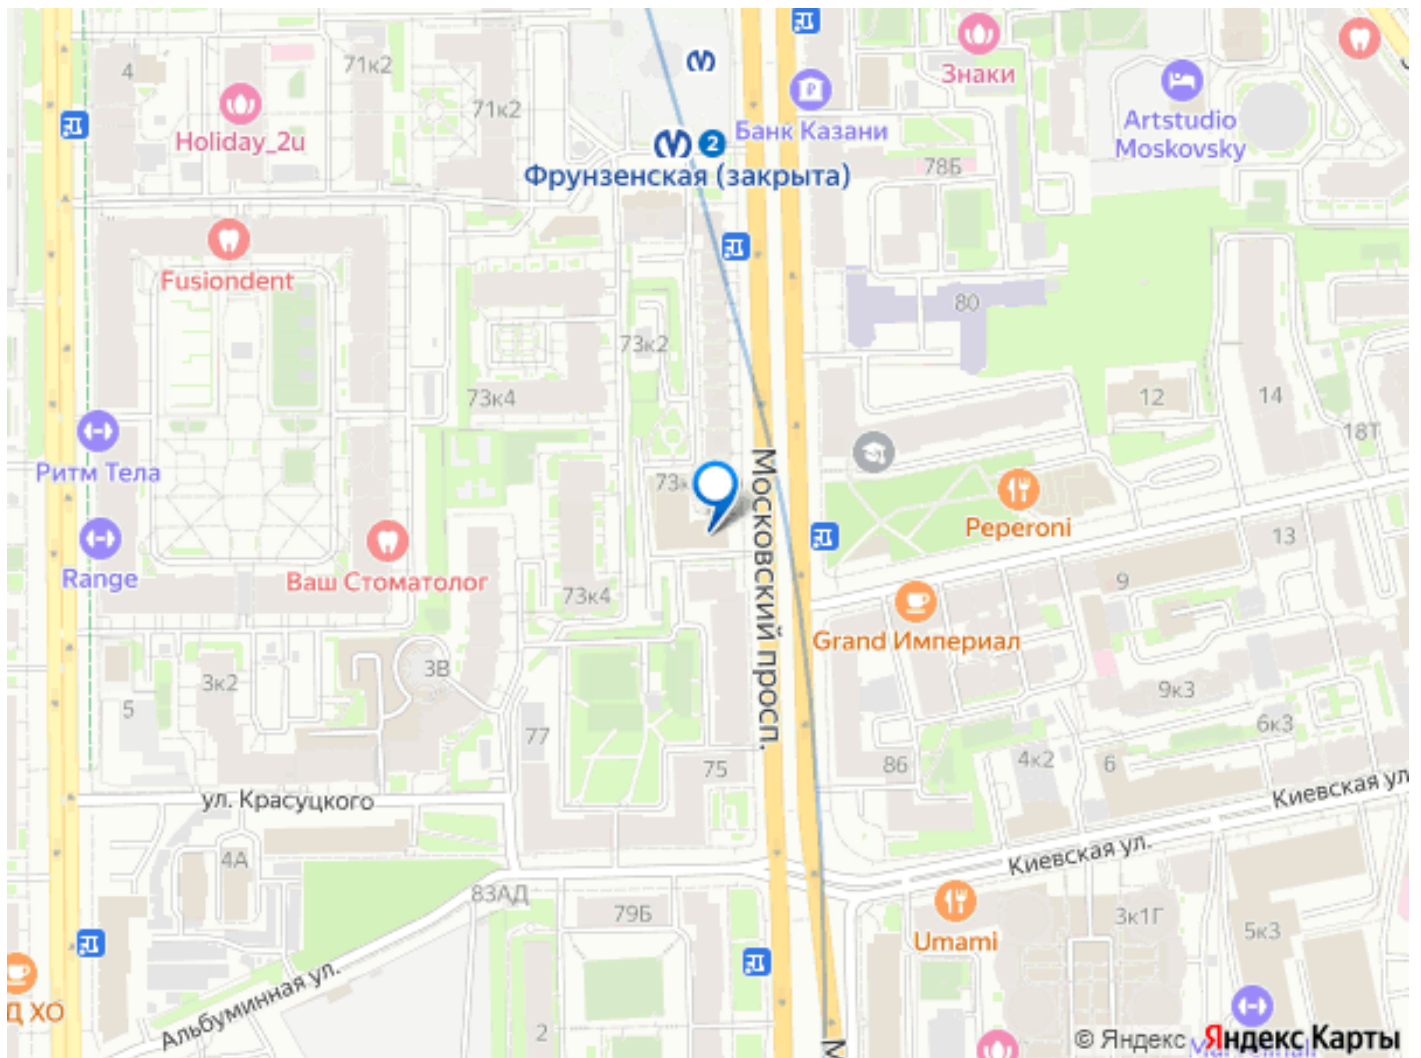 4
71к2
71к2
Holiday_2u
Знаки
Банк Казани
Artstudio
Moskovsky
2
Фрунзенская (закрыта)
78Б
Fusiondent
80
73к2
73к4
12
14
18Т
Ритм Тела
73к
Peperoni
13
Range
Ваш Стоматолог
73к4
9
Московский просп.
Grand Империал
3В
3к2
5
9к3
6к3
77
75
86
4к2
6
ул. Красуцкого
Киевская ул.
Киевская ул.
4А
83АД
79Б
3к1Г
5к3
Umami
Альбуминная ул.
Д ХО
2
М
© Яндекс Яндекс Карты